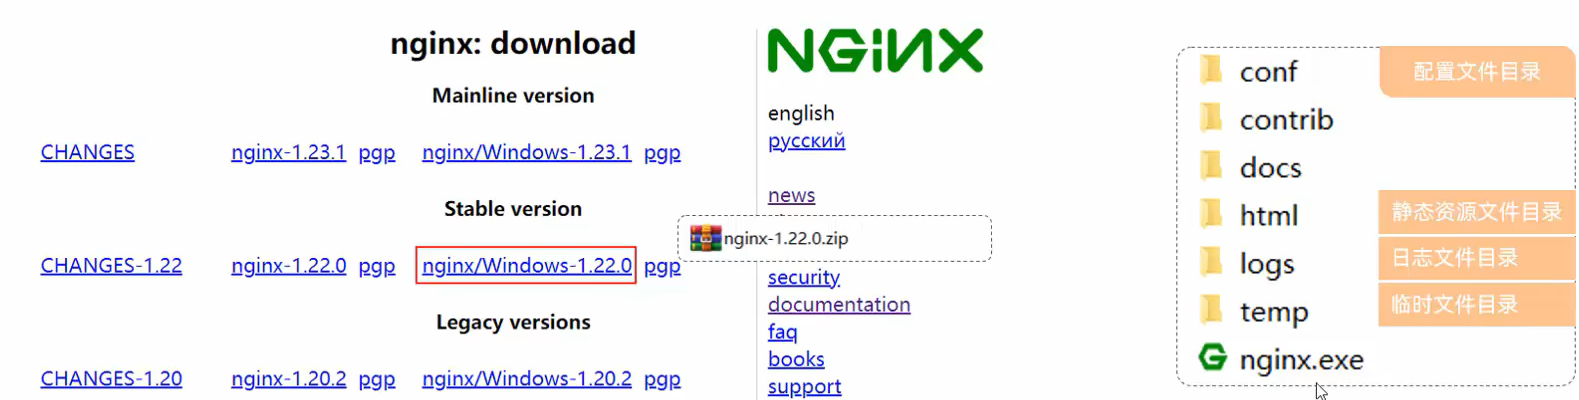 nginx: download
Mainline version
CHANGES nginx-1.23.1 pgp nginx/Windows-1.23.1 pgp
Stable version
CHANGES-1.22 nginx-1.22.0 pgp nginx/Windows-1.22.0 pgp
Legacy versions
CHANGES-1.20 nginx-1.20.2 pgp nginx/Windows-1.20.2 pgp
NGINX
english
русский
news
nginx-1.22.0.zip
security
documentation
faq
books
support
conf 配置文件目录
contrib
docs
html 静态资源文件目录
logs 日志文件目录
temp 临时文件目录
nginx.exe